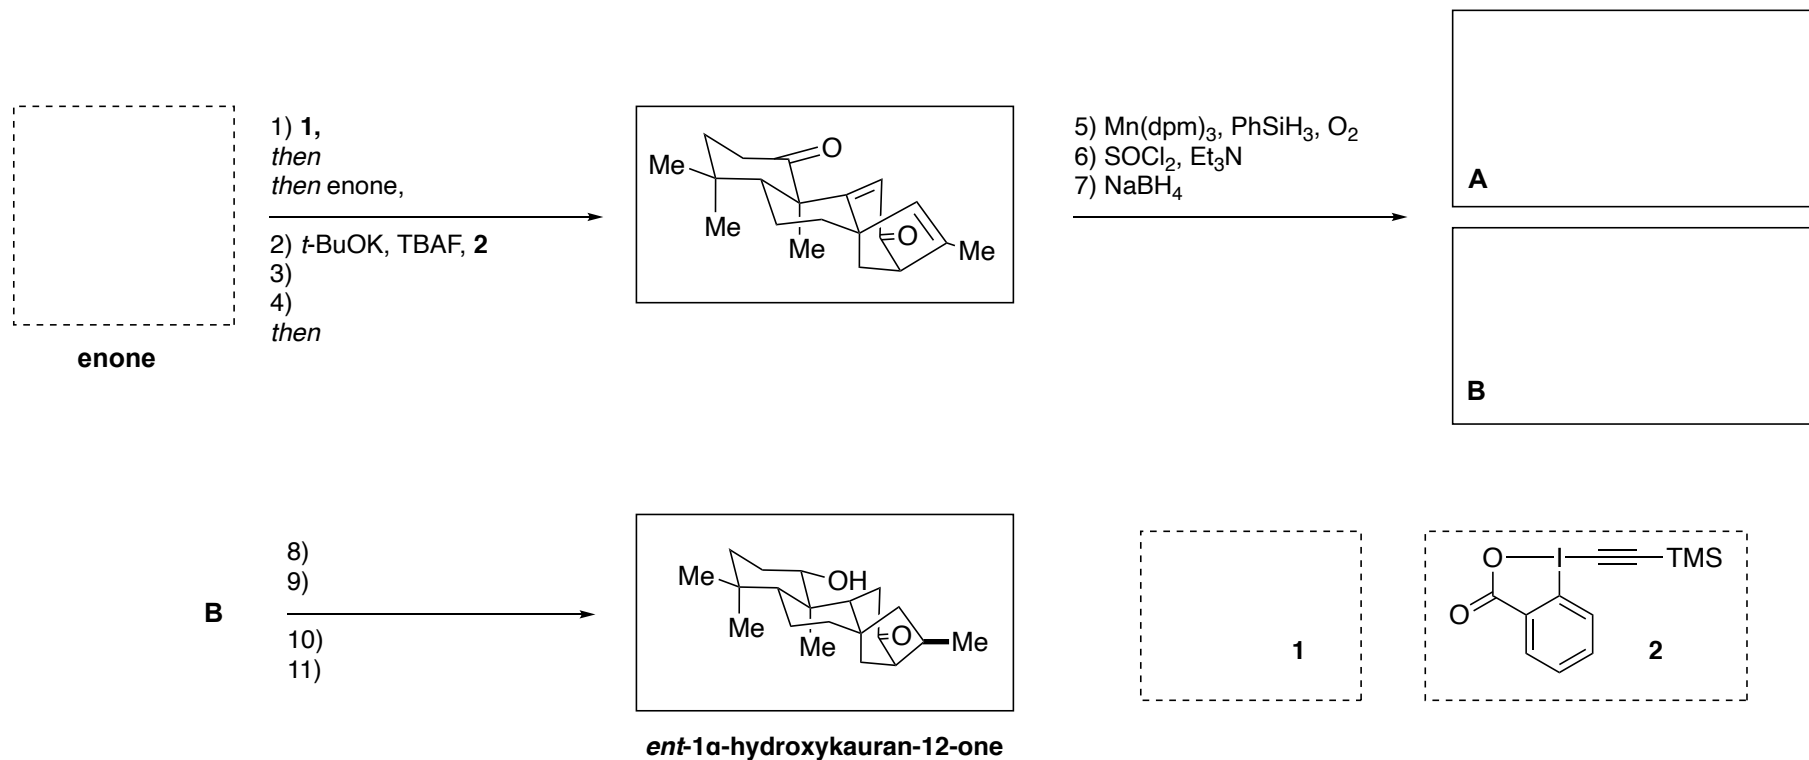 enone
1) 1,
then
then enone,
2) t-BuOK, TBAF, 2
3)
4)
then
O
Me
Me
Me
O
Me
5) Mn(dpm)3, PhSiH3, O2
6) SOCl2, Et3N
7) NaBH4
A
B
B
8)
9)
10)
11)
OH
Me
Me
Me
O
Me
ent-1α-hydroxykauran-12-one
1
O
I
TMS
O
2